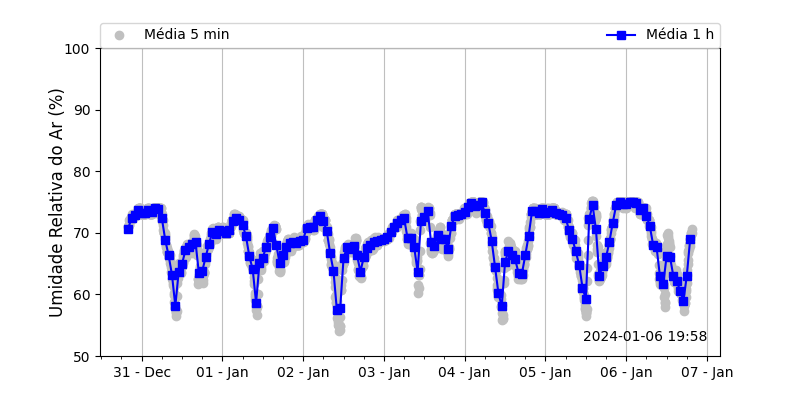 Média 5 min
Média 1 h
Umidade Relativa do Ar (%)
100
90
80
70
60
50
2024-01-06 19:58
31 - Dec
01 - Jan
02 - Jan
03 - Jan
04 - Jan
05 - Jan
06 - Jan
07 - Jan